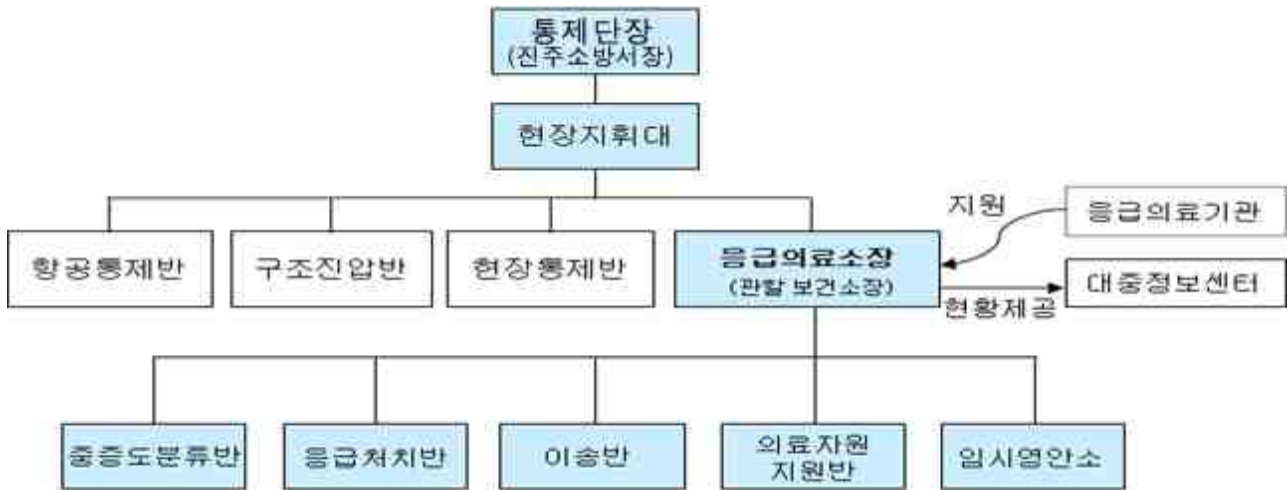 통제단장
(진주소방서장)
현장지휘대
지원
응급의료기관
항공통제반
구조진압반
현장통제반
응급의료소장
(관할 보건소장)
대중정보센터
현황제공
중증도분류반
응급처치반
이송반
의료자원
지원반
임시영안소